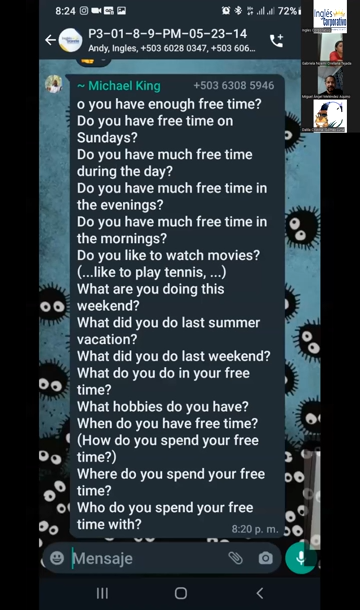 8:24
72%
P3-01-8-9-PM-05-23-14
Andy, Ingles, +503 6028 0347, +503 606...
~ Michael King +503 6308 5946
o you have enough free time?
Do you have free time on
Sundays?
Do you have much free time
during the day?
Do you have much free time in
the evenings?
Do you have much free time in
the mornings?
Do you like to watch movies?
(...like to play tennis, ...)
What are you doing this
weekend?
What did you do last summer
vacation?
What did you do last weekend?
What do you do in your free
time?
What hobbies do you have?
When do you have free time?
(How do you spend your free
time?)
Where do you spend your free
time?
Who do you spend your free
time with?
8:20 p. m.
Mensaje
Inglés
Corporativo